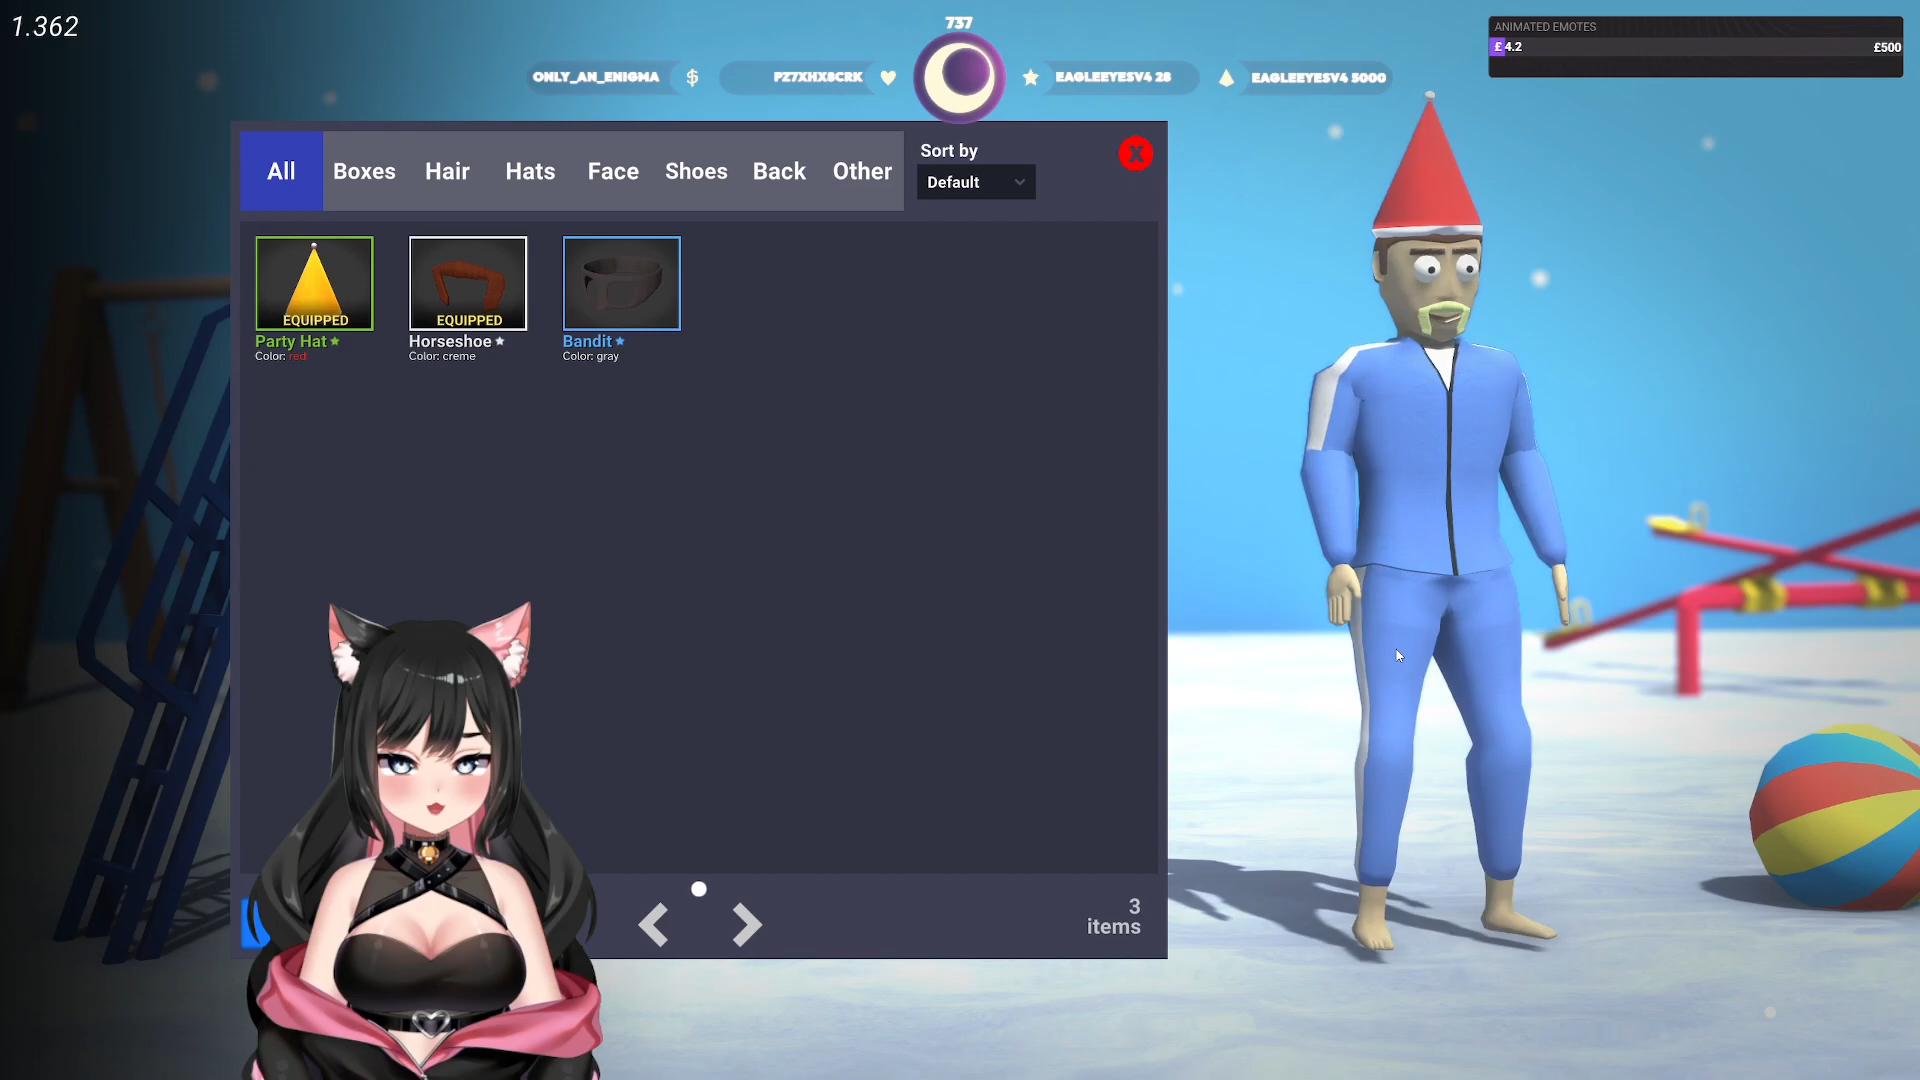 1.362
737
ONLY_AN_ENIGMA
PZ7XHX8CRK
EAGLEEYESV4 28
EAGLEEYESV4 5000
ANIMATED EMOTES
£4.2
£500
All
Boxes
Hair
Hats
Face
Shoes
Back
Other
Sort by
Default
X
EQUIPPED
Party Hat
Color: red
EQUIPPED
Horseshoe
Color: creme
Bandit
Color: gray
3
items